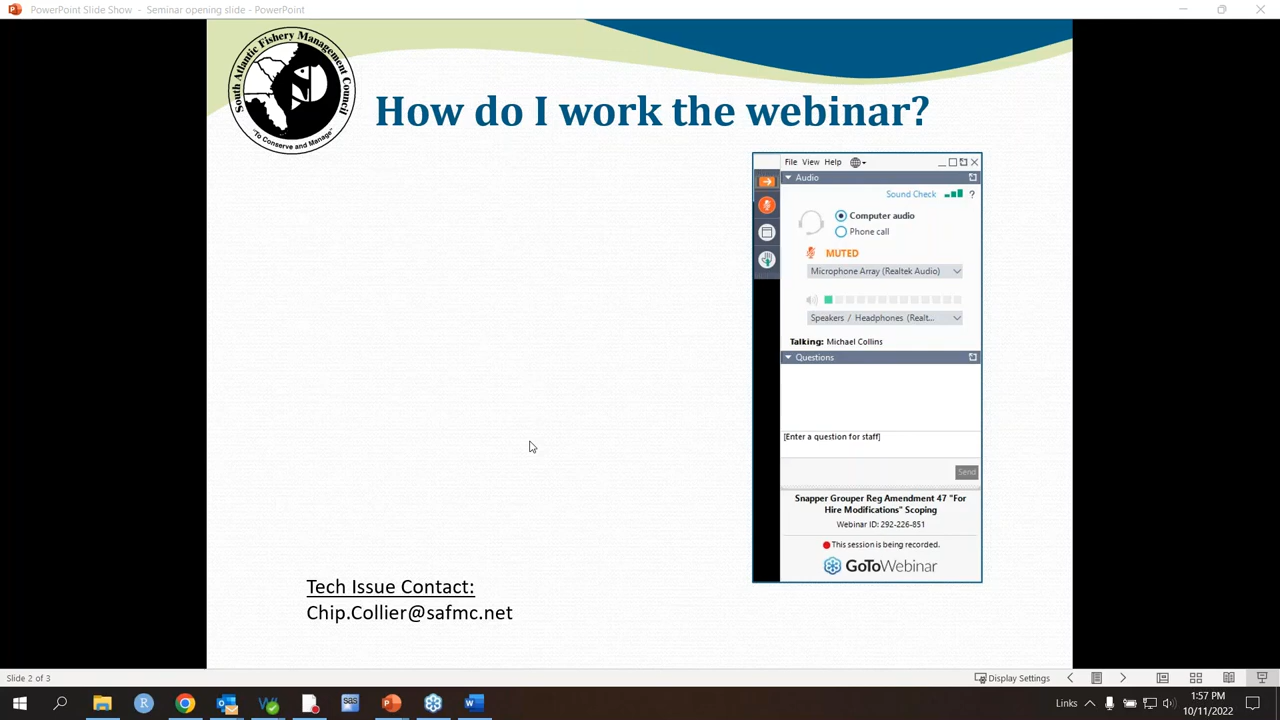 PowerPoint Slide Show - Seminar opening slide - PowerPoint
South Atlantic Fishery Management Council
"To Conserve and Manage"
How do I work the webinar?
File View Help
Audio
Sound Check ?
Computer audio
Phone call
MUTED
Microphone Array (Realtek Audio)
Speakers / Headphones (Realt...
Talking: Michael Collins
Questions
[Enter a question for staff]
Send
Snapper Grouper Reg Amendment 47 "For
Hire Modifications" Scoping
Webinar ID: 292-226-851
This session is being recorded.
GoToWebinar
Tech Issue Contact:
Chip.Collier@safmc.net
Slide 2 of 3
Display Settings
Links
1:57 PM
10/11/2022